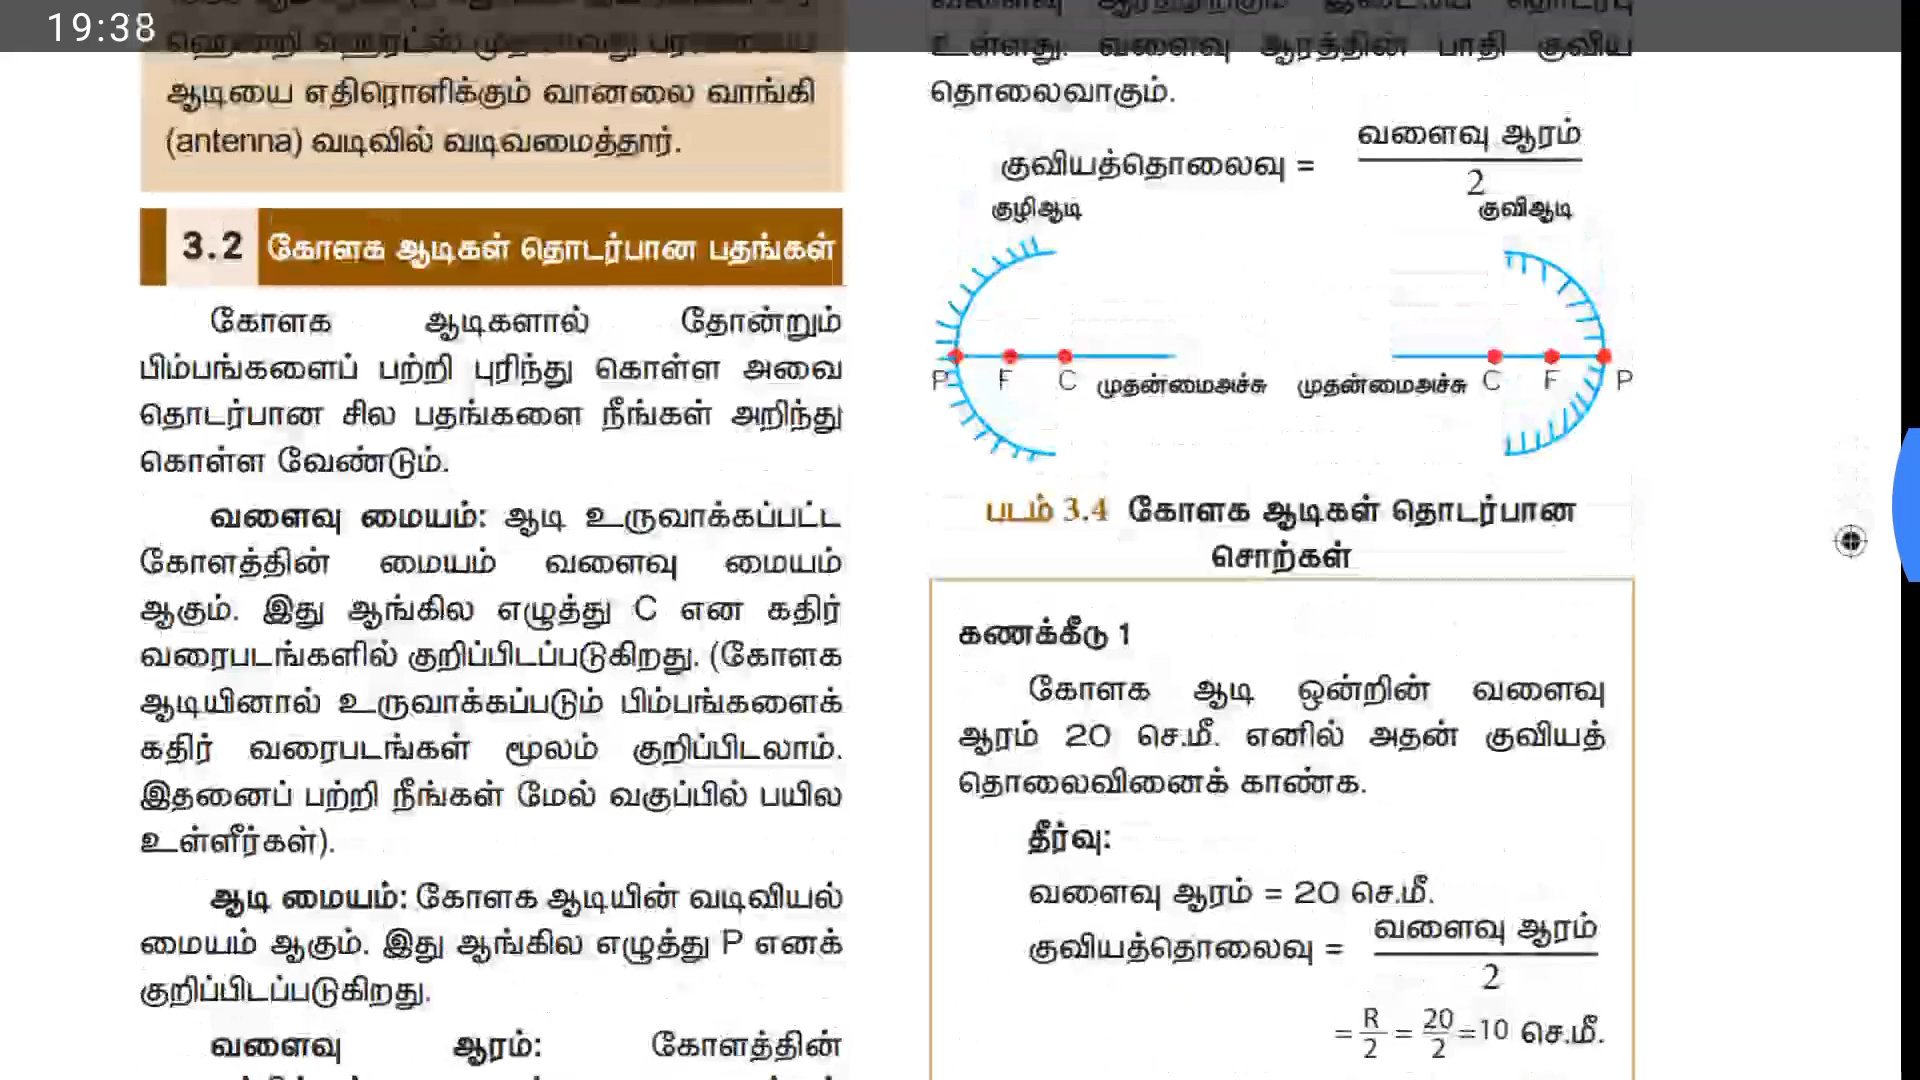 19:38
ஆடியை எதிரொளிக்கும் வானலை வாங்கி
(antenna) வடிவில் வடிவமைத்தார்.
3.2 கோளக ஆடிகள் தொடர்பான பதங்கள்
கோளக ஆடிகளால் தோன்றும்
பிம்பங்களைப் பற்றி புரிந்து கொள்ள அவை
தொடர்பான சில பதங்களை நீங்கள் அறிந்து
கொள்ள வேண்டும்.
வளைவு மையம்: ஆடி உருவாக்கப்பட்ட
கோளத்தின் மையம் வளைவு மையம்
ஆகும். இது ஆங்கில எழுத்து C என கதிர்
வரைபடங்களில் குறிப்பிடப்படுகிறது. (கோளக
ஆடியினால் உருவாக்கப்படும் பிம்பங்களைக்
கதிர் வரைபடங்கள் மூலம் குறிப்பிடலாம்.
இதனைப் பற்றி நீங்கள் மேல் வகுப்பில் பயில
உள்ளீர்கள்).
ஆடி மையம்: கோளக ஆடியின் வடிவியல்
மையம் ஆகும். இது ஆங்கில எழுத்து P எனக்
குறிப்பிடப்படுகிறது.
வளைவு ஆரம்: கோளத்தின்
உள்ளது. வளைவு ஆரத்தின் பாதி குவிய
தொலைவாகும்.
குவியத்தொலைவு = வளைவு ஆரம்
2
குழிஆடி குவிஆடி
P F C முதன்மைஅச்சு முதன்மைஅச்சு C F P
படம் 3.4 கோளக ஆடிகள் தொடர்பான
சொற்கள்
கணக்கீடு 1
கோளக ஆடி ஒன்றின் வளைவு
ஆரம் 20 செ.மீ. எனில் அதன் குவியத்
தொலைவினைக் காண்க.
தீர்வு:
வளைவு ஆரம் = 20 செ.மீ.
குவியத்தொலைவு = வளைவு ஆரம்
2
= R/2 = 20/2 =10 செ.மீ.